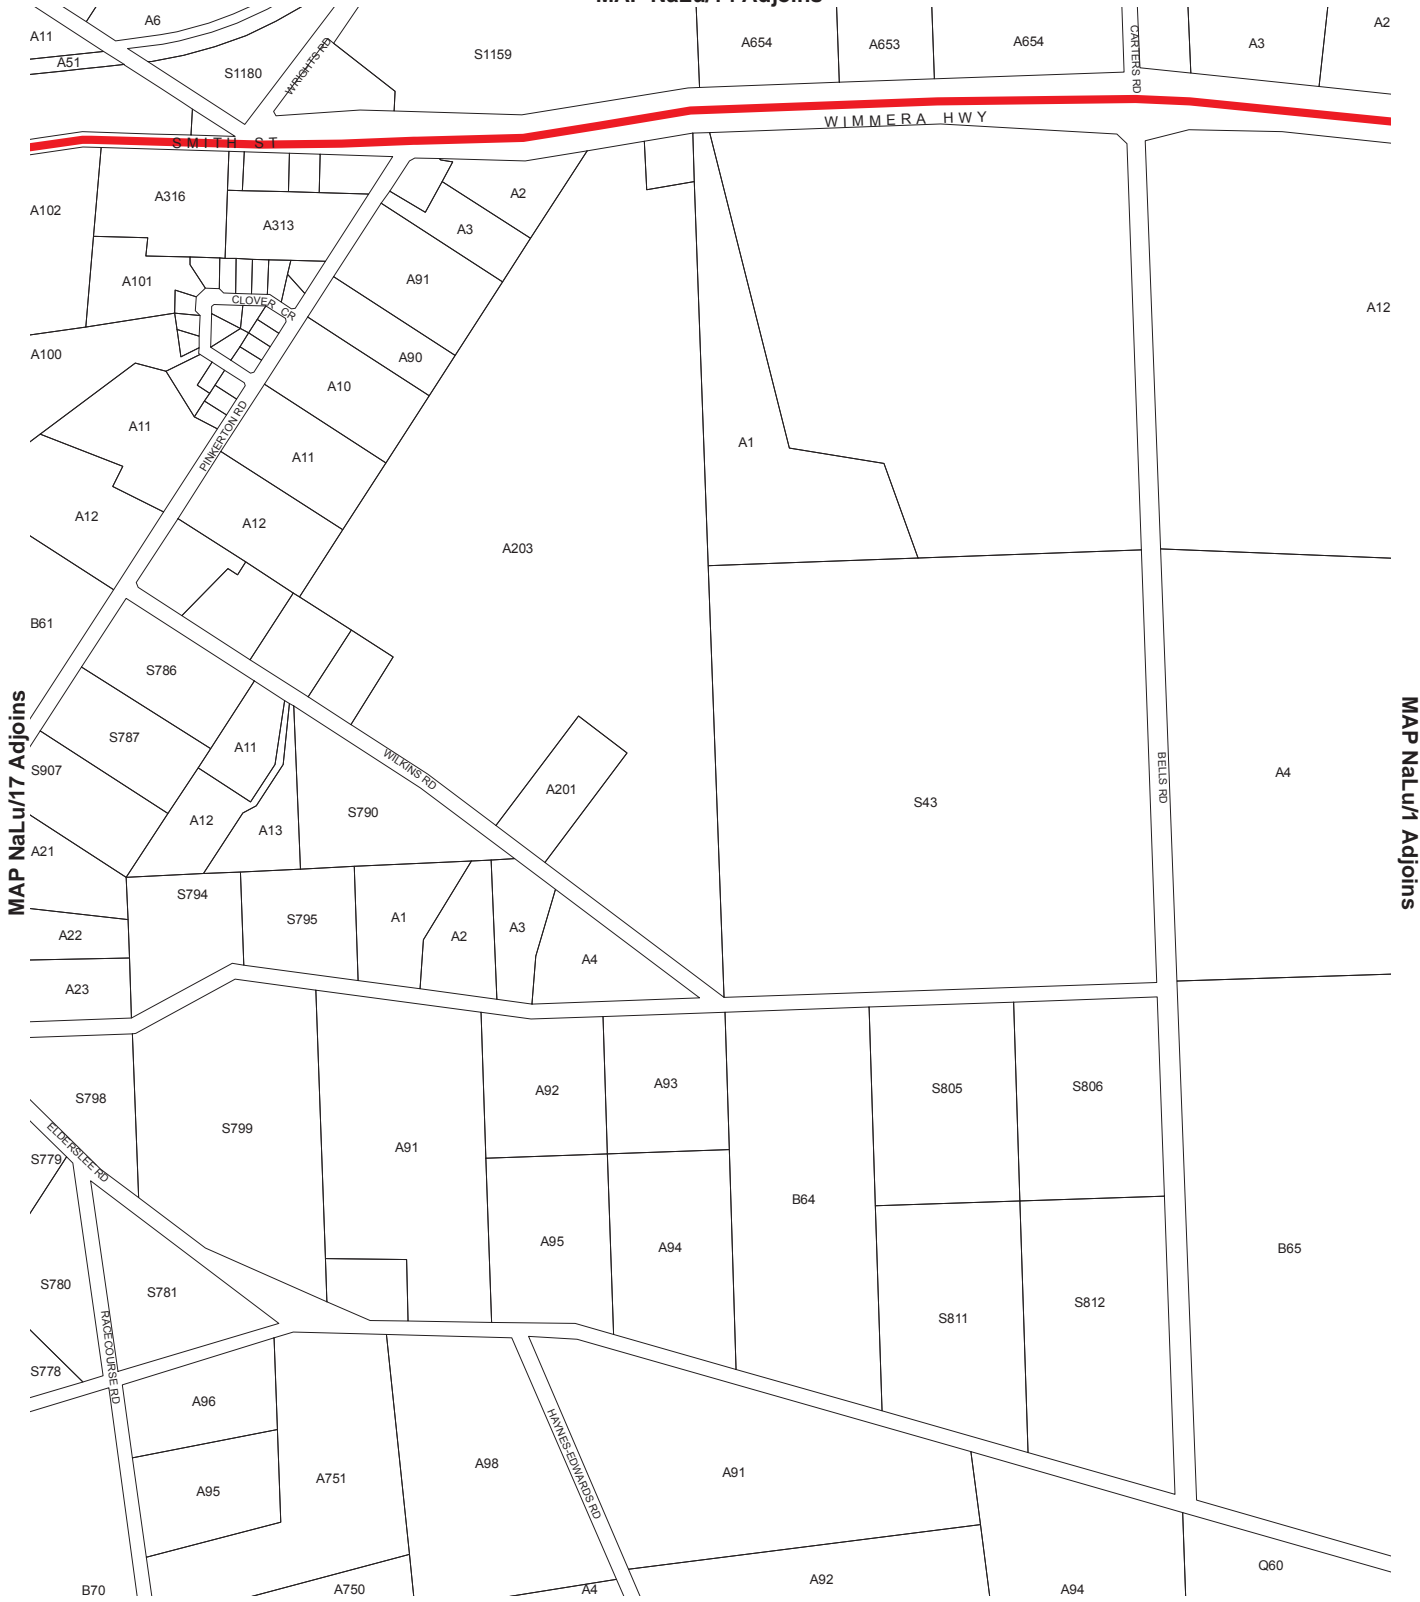 A11
A6
A51
S1180
WRIGHTS RD
S1159
A654
A653
A654
CARTERS RD
A3
A2
SMITH ST
WIMMERA HWY
A102
A316
A313
A2
A3
A101
A91
CLOVER CR
A12
A100
A90
A10
A11
PINKERTON RD
A11
A1
A12
A12
A203
B61
S786
MAP NaLu/17 Adjoins
S787
A11
S907
WILKINS RD
A201
S43
BELLS RD
A4
MAP NaLu/1 Adjoins
A12
A13
S790
A21
S794
S795
A1
A2
A3
A22
A4
A23
S798
S799
A91
A92
A93
S805
S806
ELDERSLEE RD
S779
B64
A95
A94
B65
S780
S781
S811
S812
RACECOURSE RD
S778
A96
A95
A751
A98
HAYNES-EDWARDS RD
A91
B70
A750
A4
A92
A94
Q60